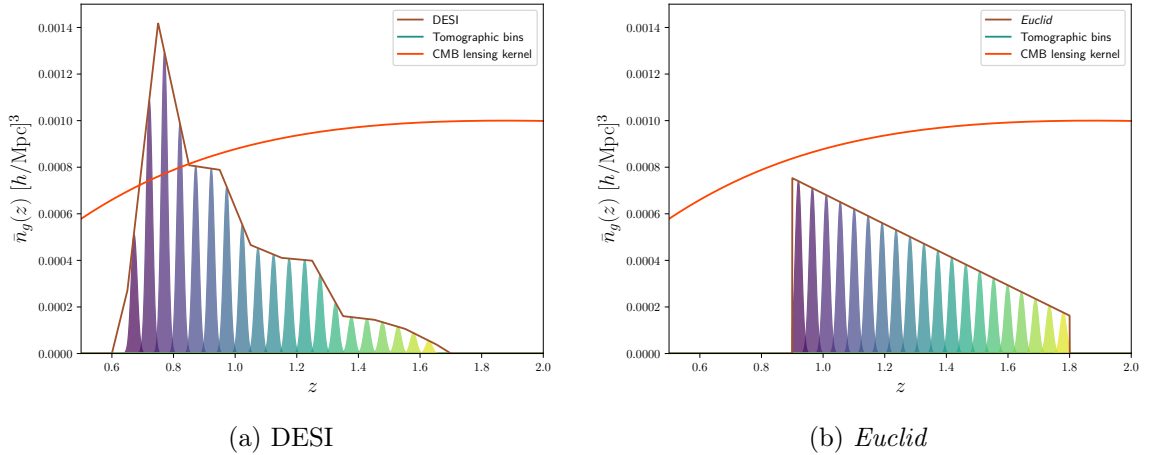 DESI
Tomographic bins
CMB lensing kernel
0.0014
0.0012
0.0010
0.0008
0.0006
0.0004
0.0002
0.0000
n̄_g(z) [h/Mpc]³
0.6 0.8 1.0 1.2 1.4 1.6 1.8 2.0
z
(a) DESI
Euclid
Tomographic bins
CMB lensing kernel
0.0014
0.0012
0.0010
0.0008
0.0006
0.0004
0.0002
0.0000
n̄_g(z) [h/Mpc]³
0.6 0.8 1.0 1.2 1.4 1.6 1.8 2.0
z
(b) Euclid